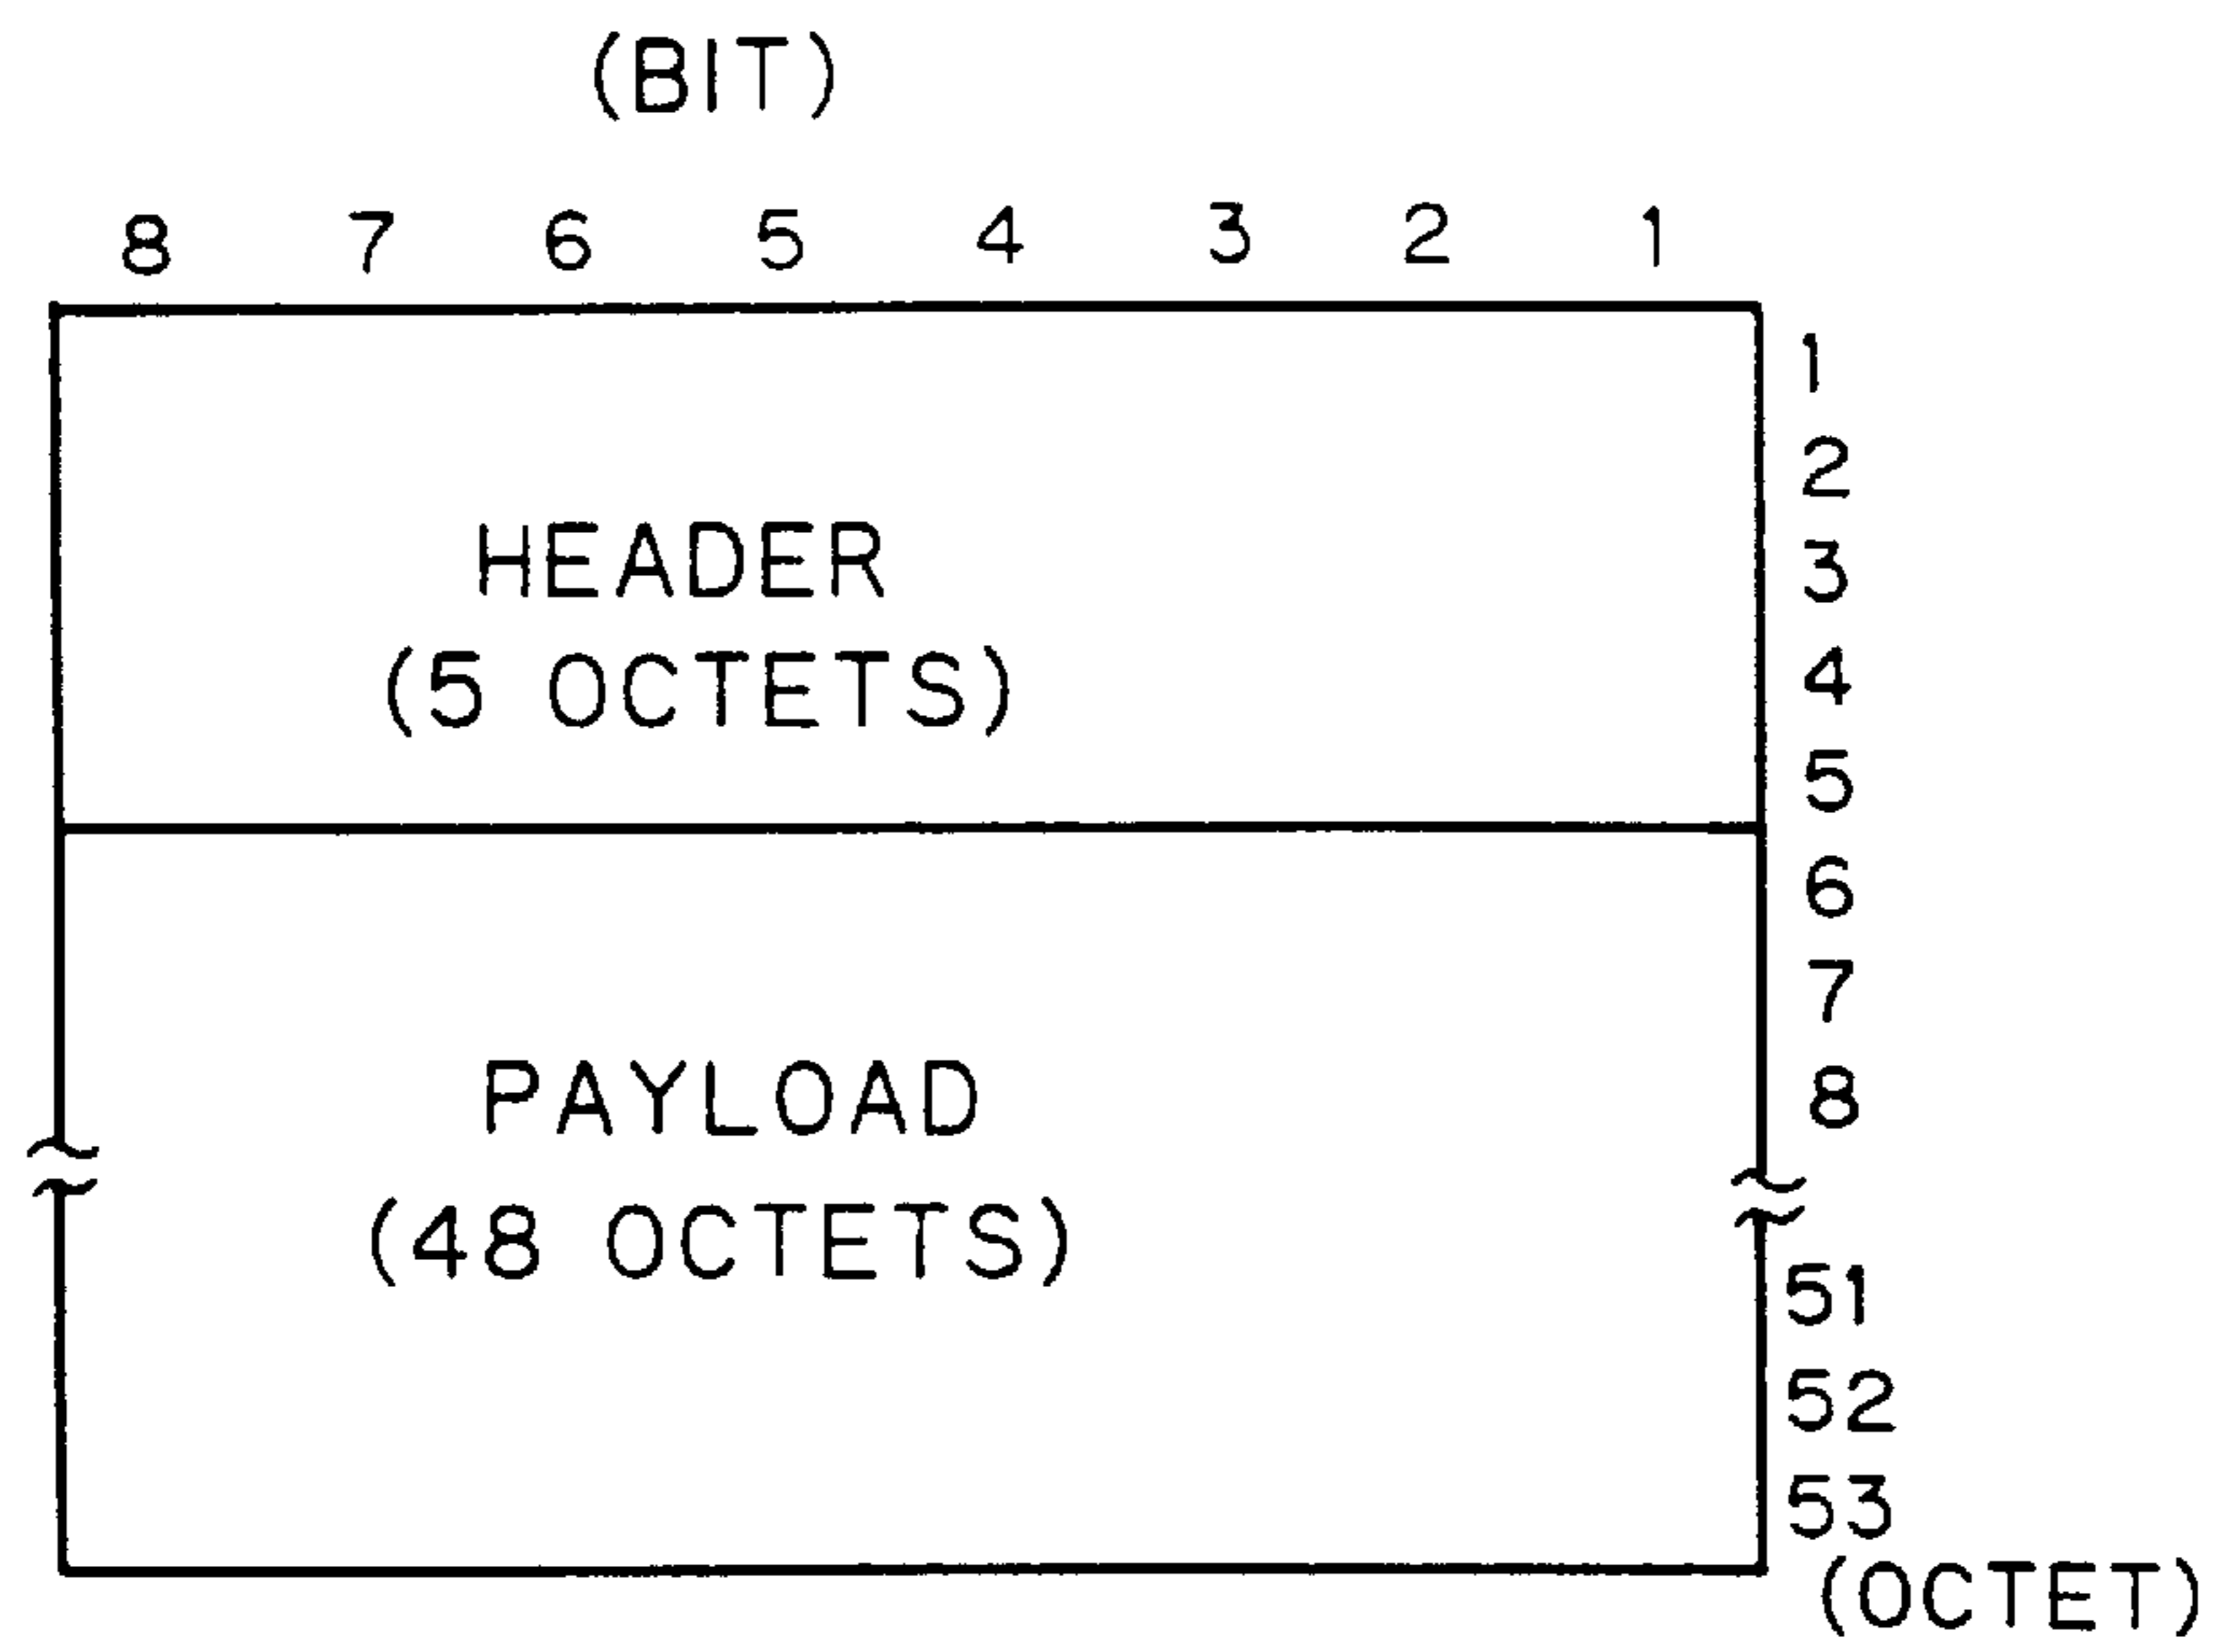 (BIT)
8 7 6 5 4 3 2 1
1
2
3
4
5
6
7
8
51
52
53
(OCTET)
HEADER
(5 OCTETS)
PAYLOAD
(48 OCTETS)